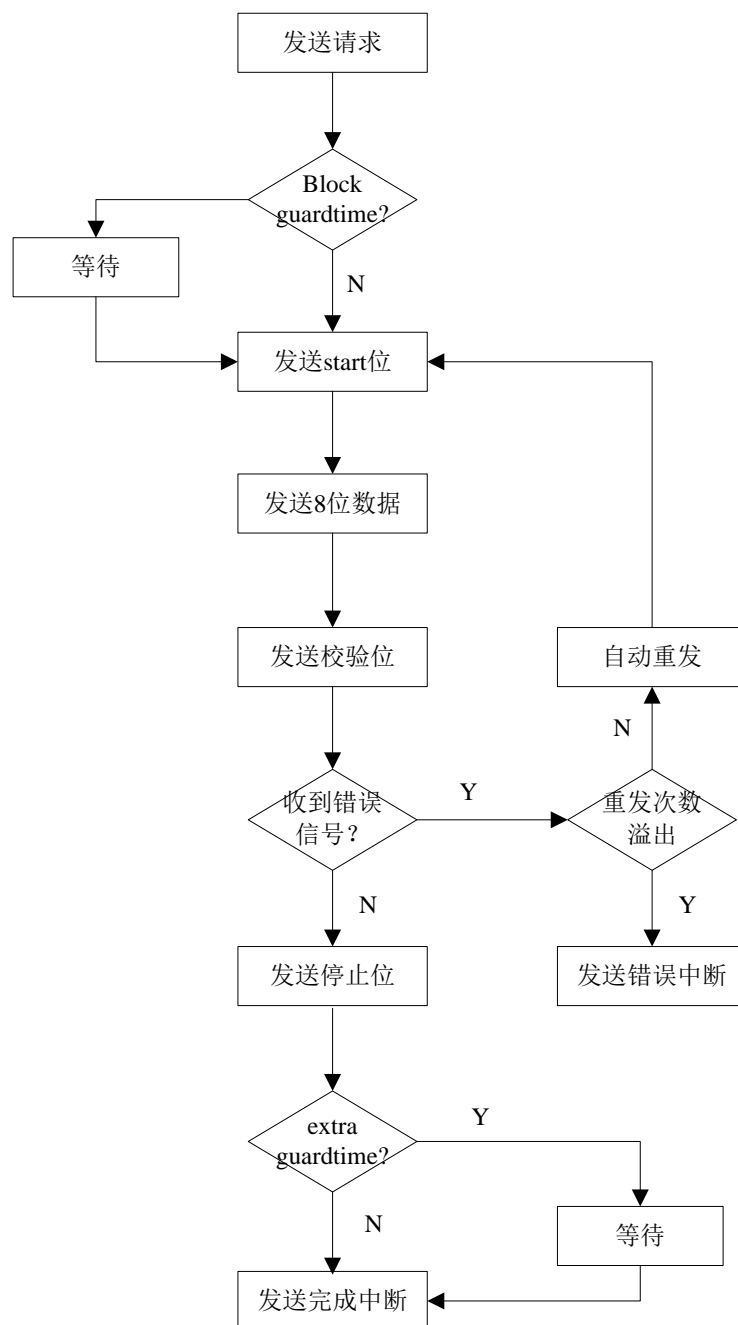 发送请求
Block
guardtime?
等待
N
发送start位
发送8位数据
发送校验位
自动重发
N
收到错误
信号？
Y
重发次数
溢出
N
Y
发送停止位
发送错误中断
extra
guardtime?
Y
N
等待
发送完成中断